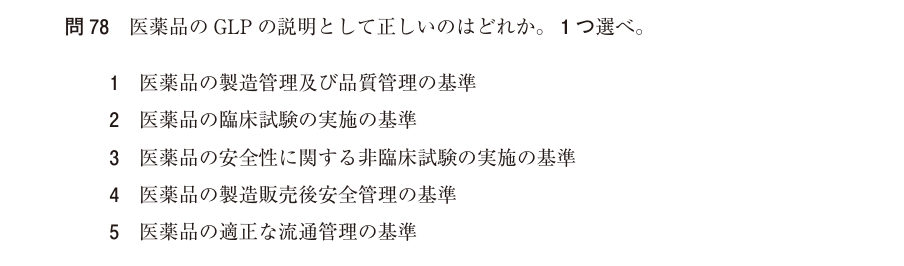 問 78 医薬品の GLP の説明として正しいのはどれか。1つ選べ。
1 医薬品の製造管理及び品質管理の基準
2 医薬品の臨床試験の実施の基準
3 医薬品の安全性に関する非臨床試験の実施の基準
4 医薬品の製造販売後安全管理の基準
5 医薬品の適正な流通管理の基準